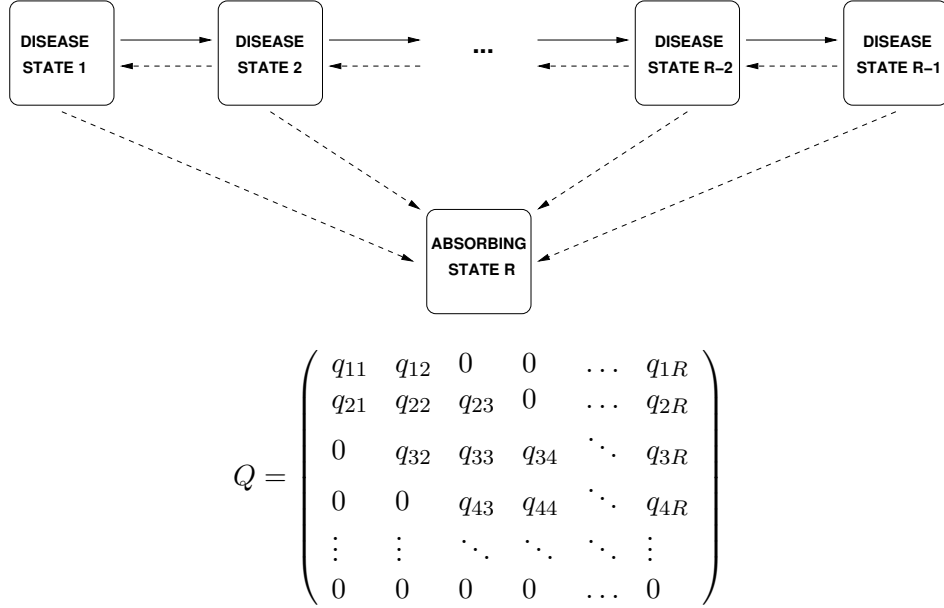 DISEASE STATE 1
DISEASE STATE 2
...
DISEASE STATE R−2
DISEASE STATE R−1
ABSORBING STATE R
Q =
q11 q12 0 0 … q1R
q21 q22 q23 0 … q2R
0 q32 q33 q34 ⋱ q3R
0 0 q43 q44 ⋱ q4R
⋮ ⋮ ⋱ ⋱ ⋱ ⋮
0 0 0 0 … 0